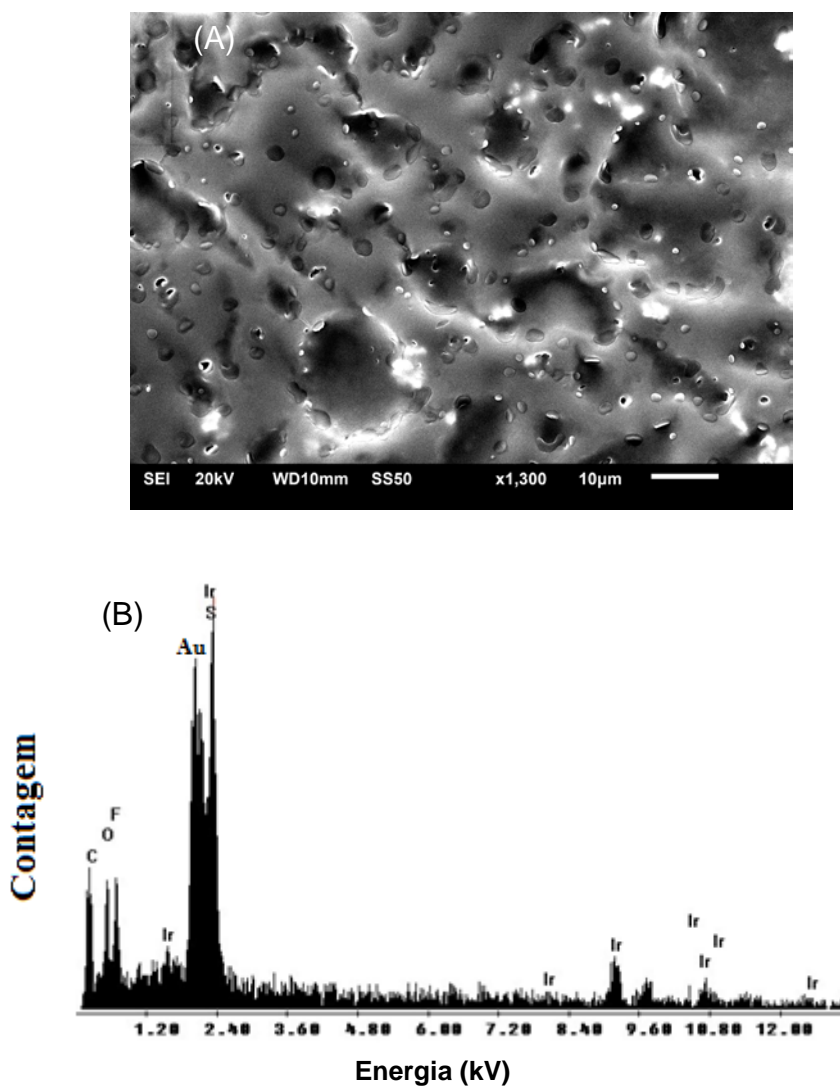 (A)
SEI 20kV WD10mm SS50 x1,300 10µm
(B)
Ir
S
Au
F
O
C
Ir
Ir
Ir
Ir
Ir
Ir
Ir
Contagem
1.20 2.40 3.60 4.80 6.00 7.20 8.40 9.60 10.80 12.00
Energia (kV)